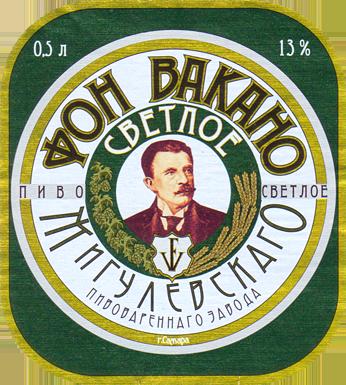 0,5 л 13%
ФОН ВАКАНО
СВЕТЛОЕ
ПИВО СВЕТЛОЕ
ЖИГУЛЁВСКАГО
ПИВОВАРЕННАГО ЗАВОДА
г.Самара